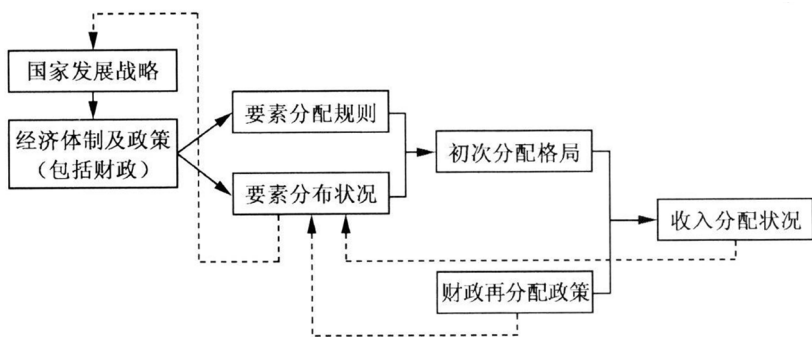 国家发展战略
经济体制及政策
（包括财政）
要素分配规则
要素分布状况
初次分配格局
财政再分配政策
收入分配状况